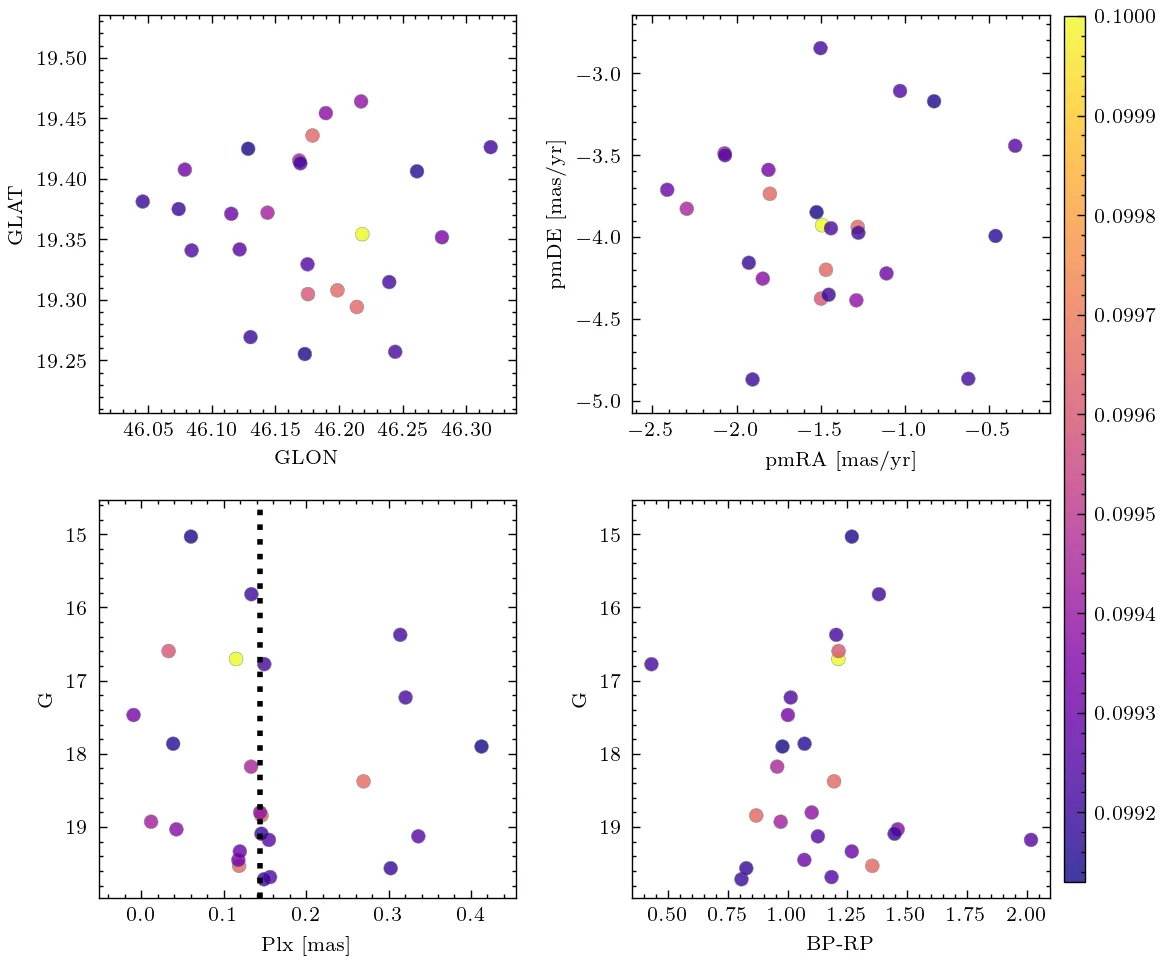 19.50
19.45
19.40
19.35
19.30
19.25
GLAT
46.05 46.10 46.15 46.20 46.25 46.30
GLON
−3.0
−3.5
−4.0
−4.5
−5.0
pmDE [mas/yr]
−2.5 −2.0 −1.5 −1.0 −0.5
pmRA [mas/yr]
15
16
17
18
19
G
0.0 0.1 0.2 0.3 0.4
Plx [mas]
15
16
17
18
19
G
0.50 0.75 1.00 1.25 1.50 1.75 2.00
BP-RP
0.1000
0.0999
0.0998
0.0997
0.0996
0.0995
0.0994
0.0993
0.0992